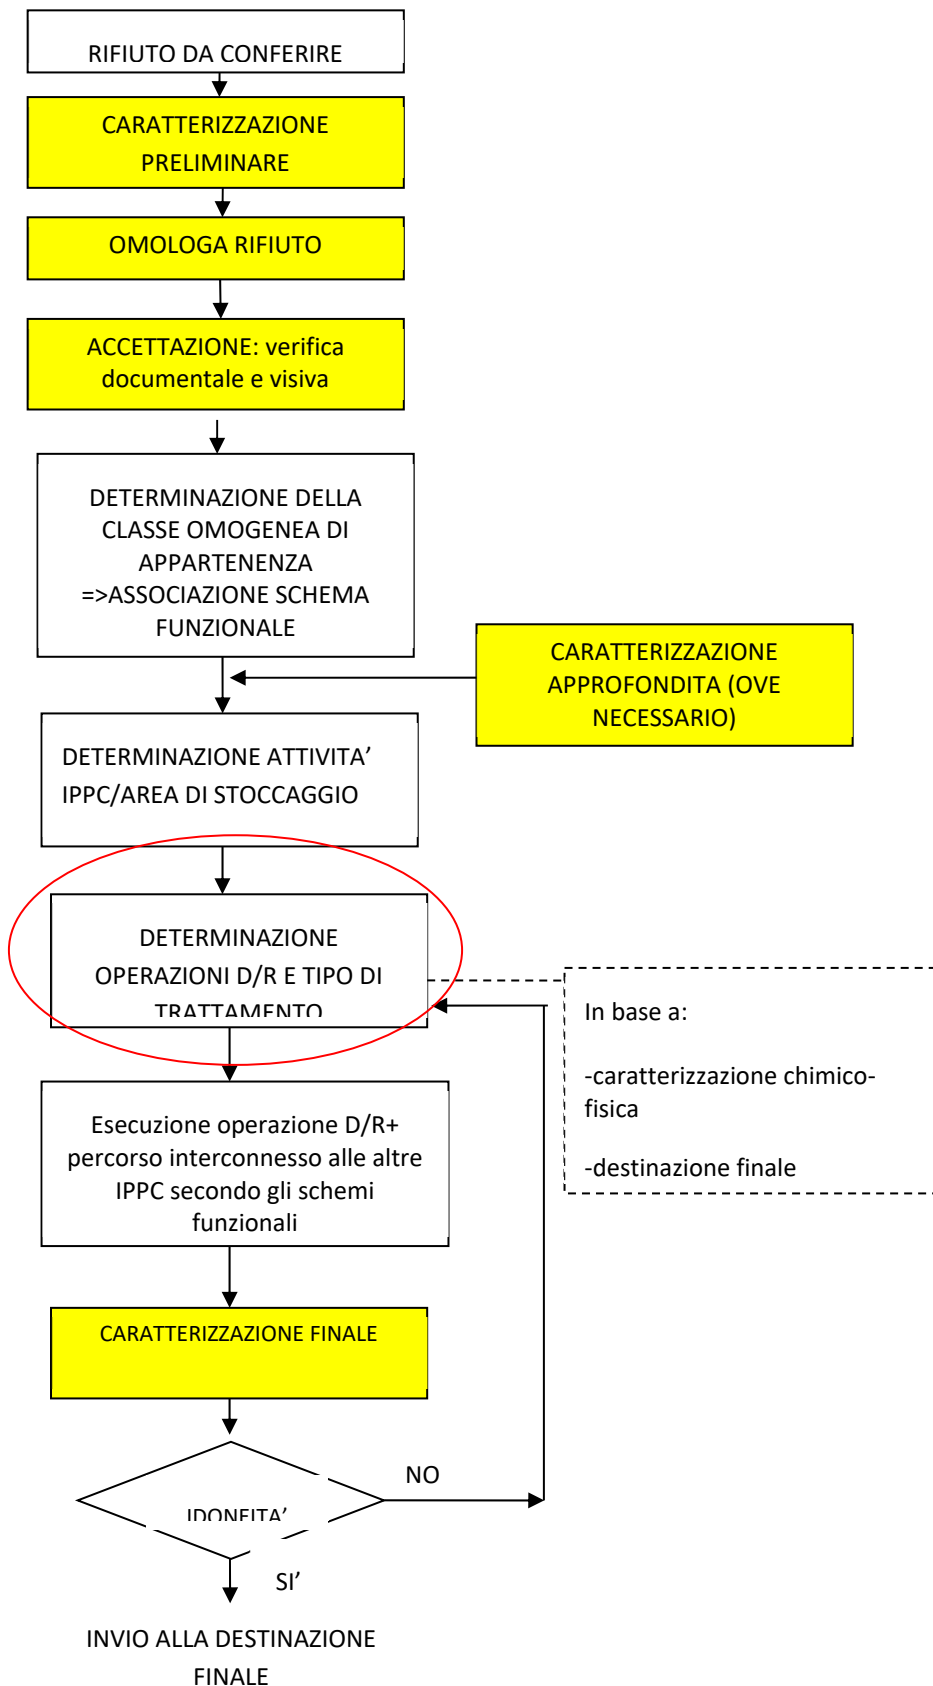 RIFIUTO DA CONFERIRE
CARATTERIZZAZIONE
PRELIMINARE
OMOLOGA RIFIUTO
ACCETTAZIONE: verifica
documentale e visiva
DETERMINAZIONE DELLA
CLASSE OMOGENEA DI
APPARTENENZA
=>ASSOCIAZIONE SCHEMA
FUNZIONALE
CARATTERIZZAZIONE
APPROFONDITA (OVE
NECESSARIO)
DETERMINAZIONE ATTIVITA’
IPPC/AREA DI STOCCAGGIO
DETERMINAZIONE
OPERAZIONI D/R E TIPO DI
TRATTAMENTO
In base a:
-caratterizzazione chimico-
fisica
-destinazione finale
Esecuzione operazione D/R+
percorso interconnesso alle altre
IPPC secondo gli schemi
funzionali
CARATTERIZZAZIONE FINALE
IDONEITA’
NO
SI’
INVIO ALLA DESTINAZIONE
FINALE